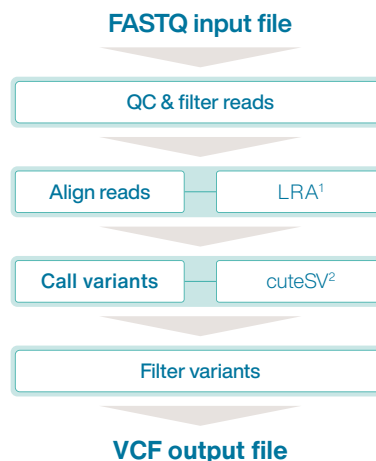 FASTQ input file
QC & filter reads
Align reads LRA¹
Call variants cuteSV²
Filter variants
VCF output file